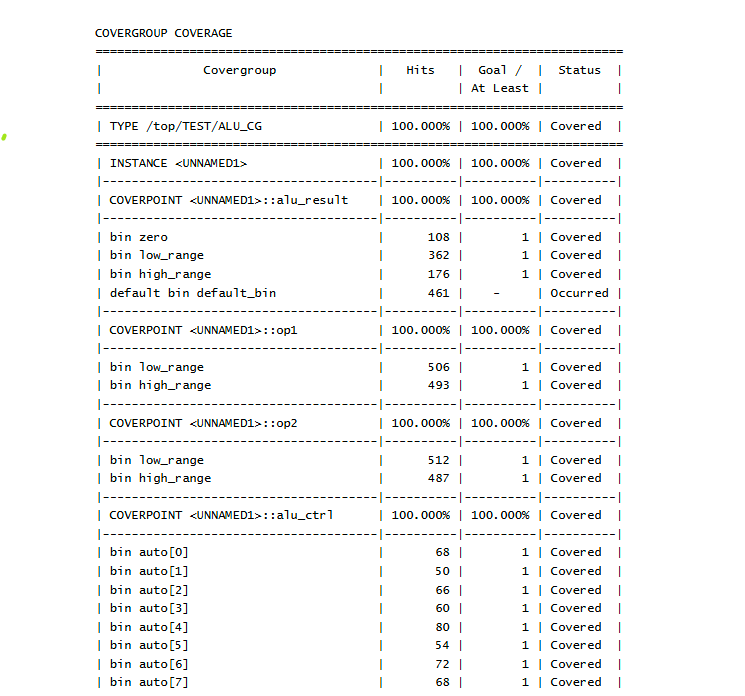 COVERGROUP COVERAGE
=========================================================================
| Covergroup | Hits | Goal / | Status |
| | | At Least | |
=========================================================================
| TYPE /top/TEST/ALU_CG | 100.000% | 100.000% | Covered |
=========================================================================
| INSTANCE <UNNAMED1> | 100.000% | 100.000% | Covered |
|--------------------------------------|----------|----------|----------|
| COVERPOINT <UNNAMED1>::alu_result | 100.000% | 100.000% | Covered |
|--------------------------------------|----------|----------|----------|
| bin zero | 108 | 1 | Covered |
| bin low_range | 362 | 1 | Covered |
| bin high_range | 176 | 1 | Covered |
| default bin default_bin | 461 | - | Occurred |
|--------------------------------------|----------|----------|----------|
| COVERPOINT <UNNAMED1>::op1 | 100.000% | 100.000% | Covered |
|--------------------------------------|----------|----------|----------|
| bin low_range | 506 | 1 | Covered |
| bin high_range | 493 | 1 | Covered |
|--------------------------------------|----------|----------|----------|
| COVERPOINT <UNNAMED1>::op2 | 100.000% | 100.000% | Covered |
|--------------------------------------|----------|----------|----------|
| bin low_range | 512 | 1 | Covered |
| bin high_range | 487 | 1 | Covered |
|--------------------------------------|----------|----------|----------|
| COVERPOINT <UNNAMED1>::alu_ctrl | 100.000% | 100.000% | Covered |
|--------------------------------------|----------|----------|----------|
| bin auto[0] | 68 | 1 | Covered |
| bin auto[1] | 50 | 1 | Covered |
| bin auto[2] | 66 | 1 | Covered |
| bin auto[3] | 60 | 1 | Covered |
| bin auto[4] | 80 | 1 | Covered |
| bin auto[5] | 54 | 1 | Covered |
| bin auto[6] | 72 | 1 | Covered |
| bin auto[7] | 68 | 1 | Covered |